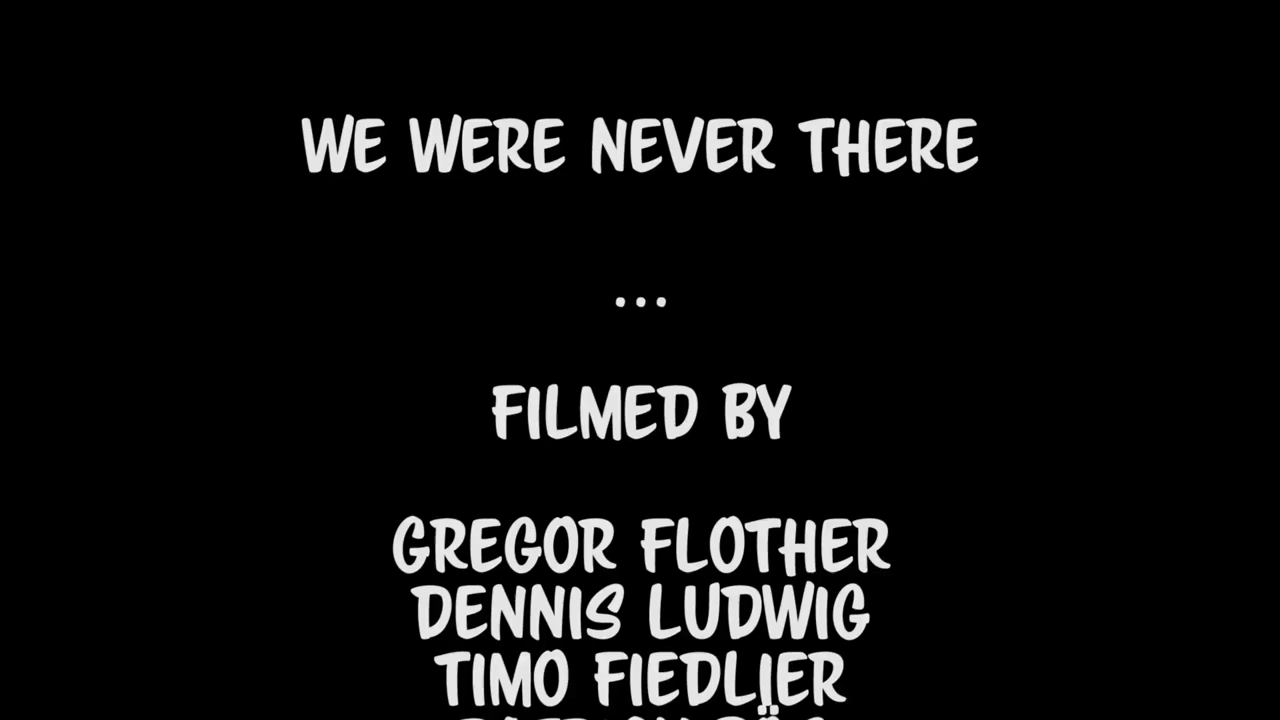 WE WERE NEVER THERE
...
FILMED BY
GREGOR FLOTHER
DENNIS LUDWIG
TIMO FIEDLIER